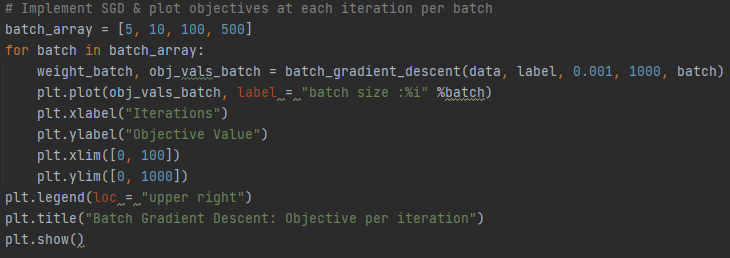 # Implement SGD & plot objectives at each iteration per batch
batch_array = [5, 10, 100, 500]
for batch in batch_array:
    weight_batch, obj_vals_batch = batch_gradient_descent(data, label, 0.001, 1000, batch)
    plt.plot(obj_vals_batch, label = "batch size :%i" %batch)
    plt.xlabel("Iterations")
    plt.ylabel("Objective Value")
    plt.xlim([0, 100])
    plt.ylim([0, 1000])
plt.legend(loc = "upper right")
plt.title("Batch Gradient Descent: Objective per iteration")
plt.show()